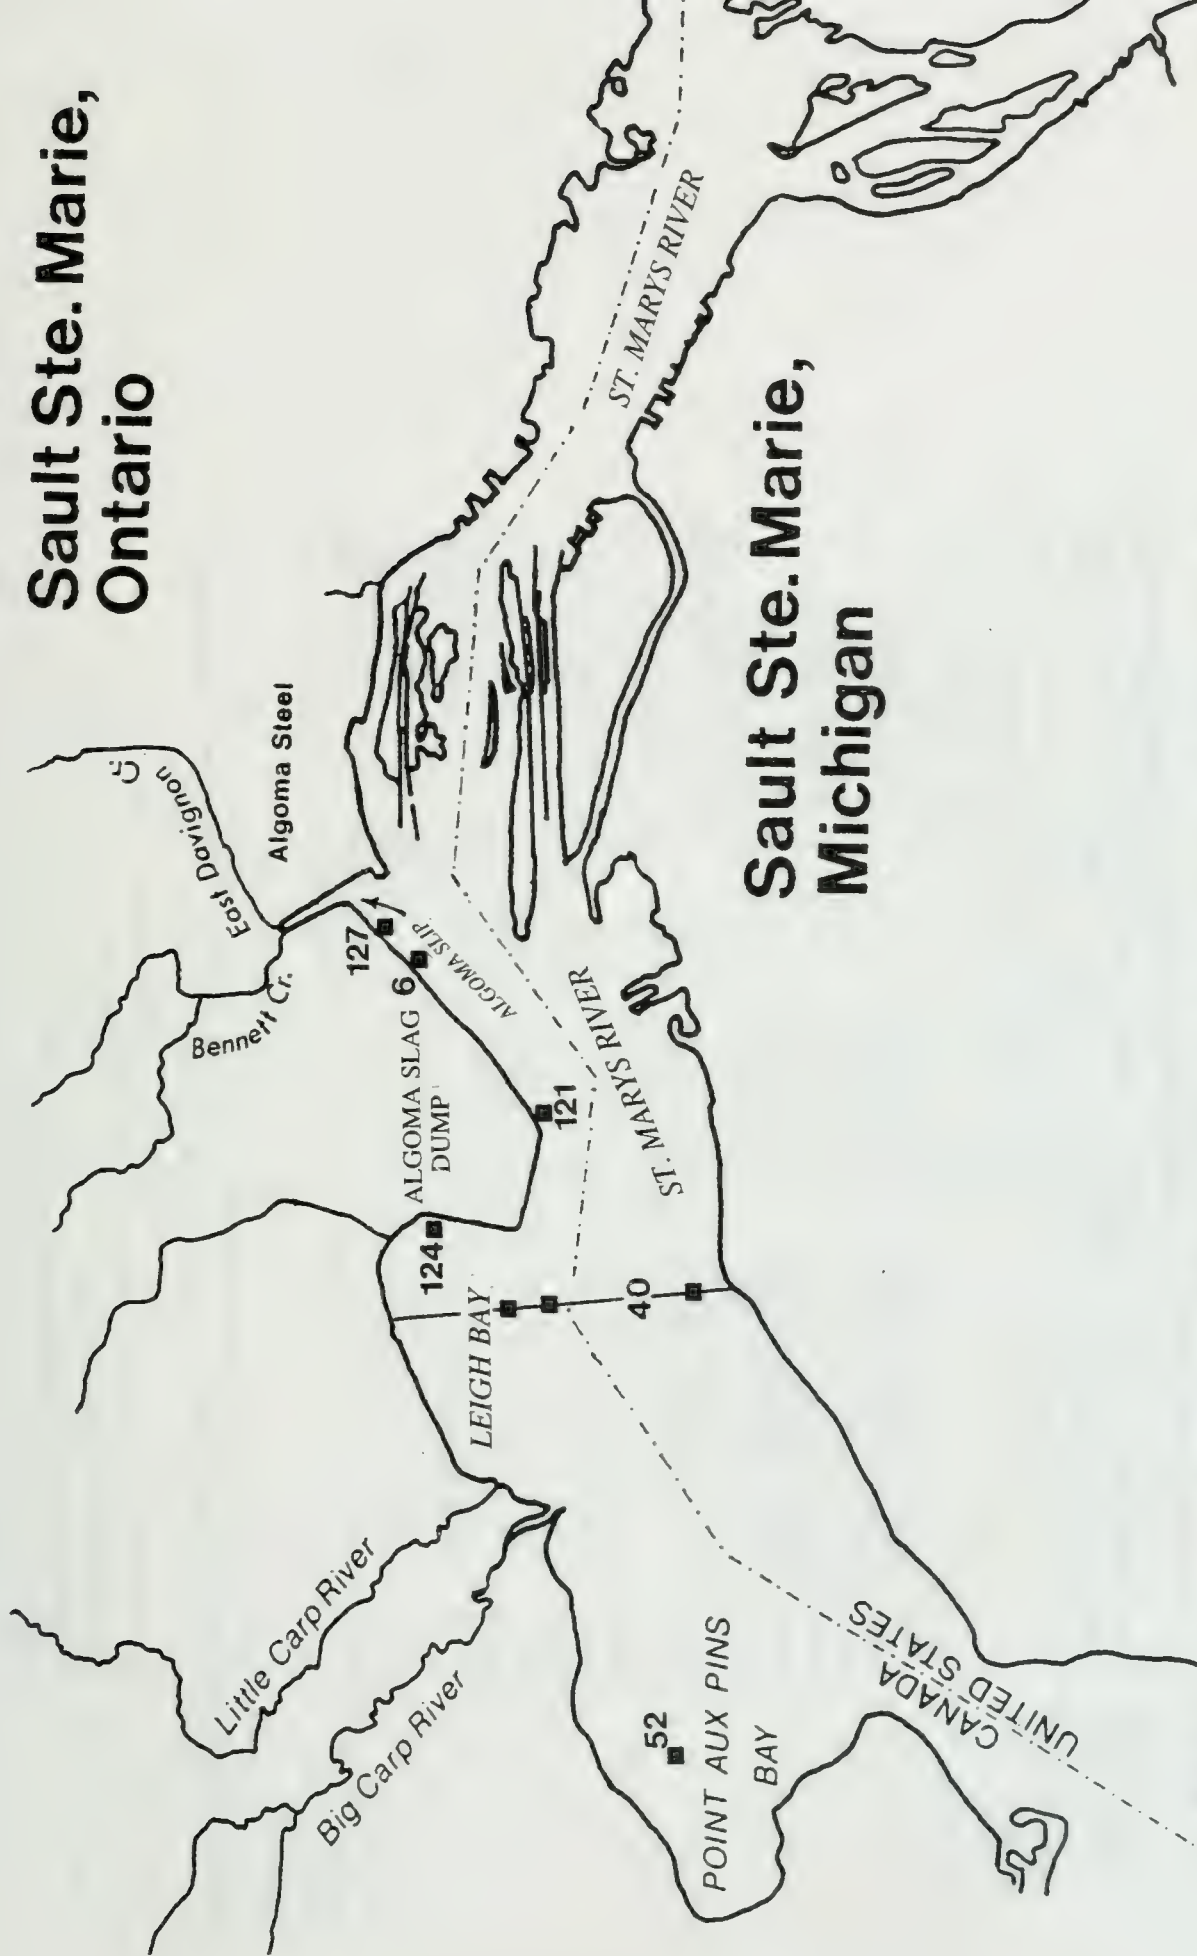 Sault Ste. Marie,
Ontario
Algoma Steel
East Davignon
Cr.
Bennett Cr.
127
6
ALGOMA SLIP
ALGOMA SLAG
DUMP
121
124
LEIGH BAY
40
ST. MARYS RIVER
ST. MARYS RIVER
Sault Ste. Marie,
Michigan
Little Carp River
Big Carp River
52
POINT AUX PINS
BAY
CANADA
UNITED STATES